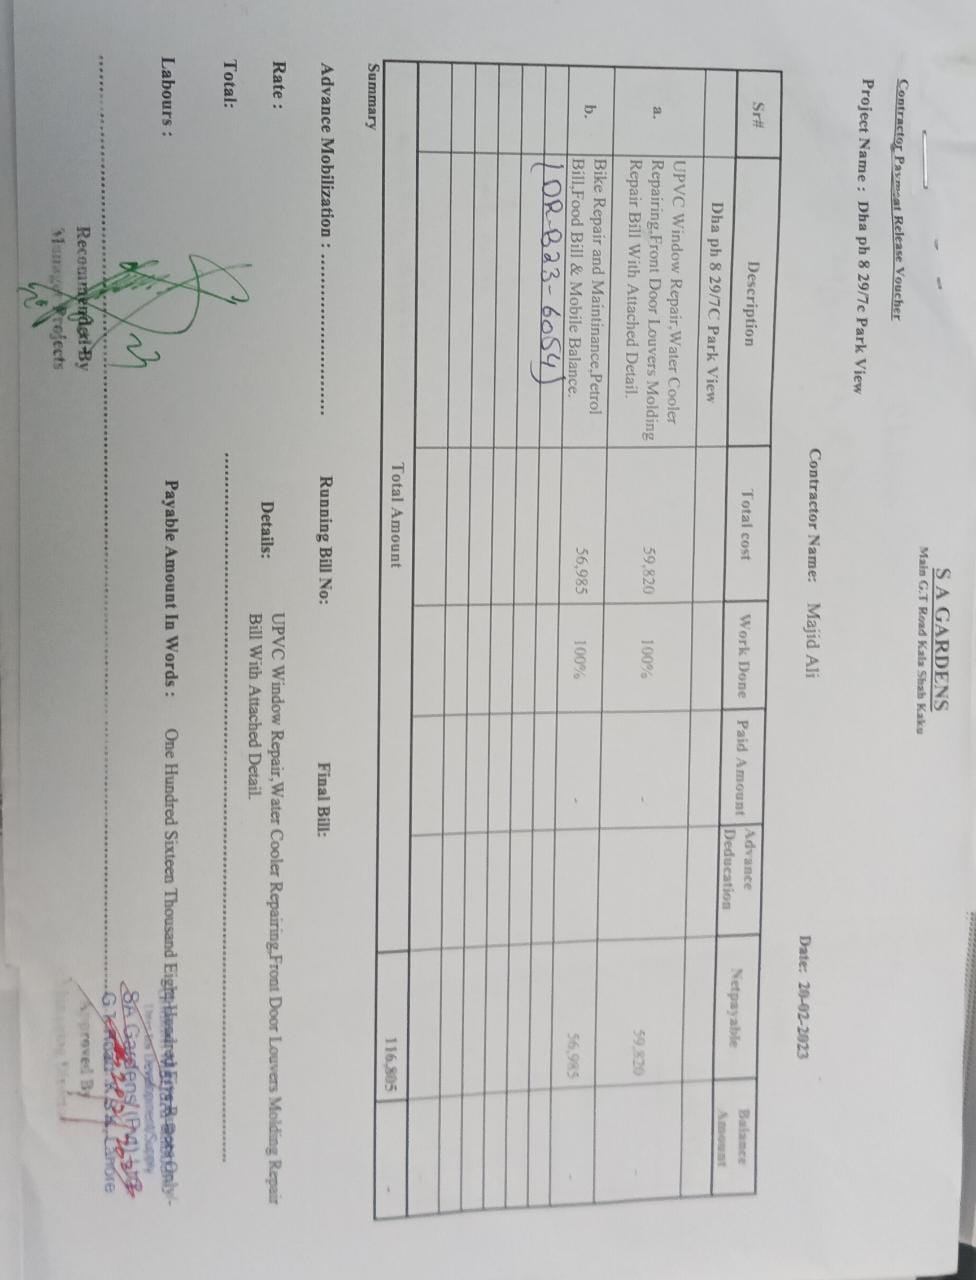 S A GARDENS
Main G.T Road Kala Shah Kaku
Contractor Payment Release Voucher
Project Name : Dha ph 8 29/7c Park View
Contractor Name: Majid Ali
Date: 20-02-2023
Sr# Description Total cost Work Done Paid Amount Advance Deducation Netpayable Balance Amount
Dha ph 8 29/7C Park View
a. UPVC Window Repair,Water Cooler
Repairing,Front Door Louvers Molding
Repair Bill With Attached Detail. 59,820 100% - 59,820 -
b. Bike Repair and Maintinance,Petrol
Bill,Food Bill & Mobile Balance. 56,985 100% - 56,985 -
(DR-B23-6054)
Total Amount 116,805 -
Summary
Advance Mobilization : Running Bill No: Final Bill:
Rate : Details: UPVC Window Repair,Water Cooler Repairing,Front Door Louvers Molding Repair
Bill With Attached Detail.
Total:
Labours : Payable Amount In Words : One Hundred Sixteen Thousand Eight Hundred Five Rupees Only/-
SA Gardens (Pvt)
Lahore
Recommended By
Manager Projects
Approved By